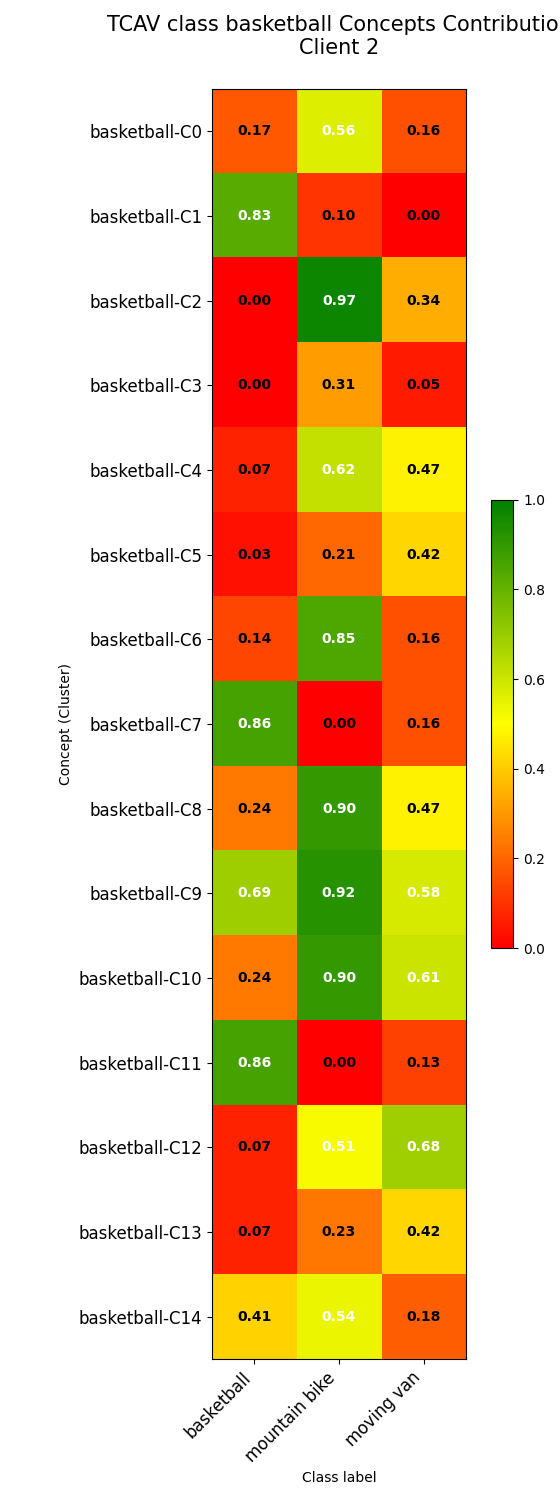 TCAV class basketball Concepts Contributio
Client 2
basketball-C0 0.17 0.56 0.16
basketball-C1 0.83 0.10 0.00
basketball-C2 0.00 0.97 0.34
basketball-C3 0.00 0.31 0.05
basketball-C4 0.07 0.62 0.47
basketball-C5 0.03 0.21 0.42
basketball-C6 0.14 0.85 0.16
basketball-C7 0.86 0.00 0.16
basketball-C8 0.24 0.90 0.47
basketball-C9 0.69 0.92 0.58
basketball-C10 0.24 0.90 0.61
basketball-C11 0.86 0.00 0.13
basketball-C12 0.07 0.51 0.68
basketball-C13 0.07 0.23 0.42
basketball-C14 0.41 0.54 0.18
Concept (Cluster)
basketball
mountain bike
moving van
Class label
1.0
0.8
0.6
0.4
0.2
0.0